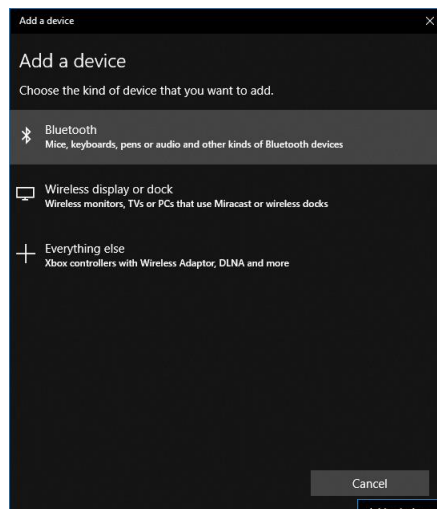 Add a device
Add a device
Choose the kind of device that you want to add.
Bluetooth
Mice, keyboards, pens or audio and other kinds of Bluetooth devices
Wireless display or dock
Wireless monitors, TVs or PCs that use Miracast or wireless docks
Everything else
Xbox controllers with Wireless Adaptor, DLNA and more
Cancel